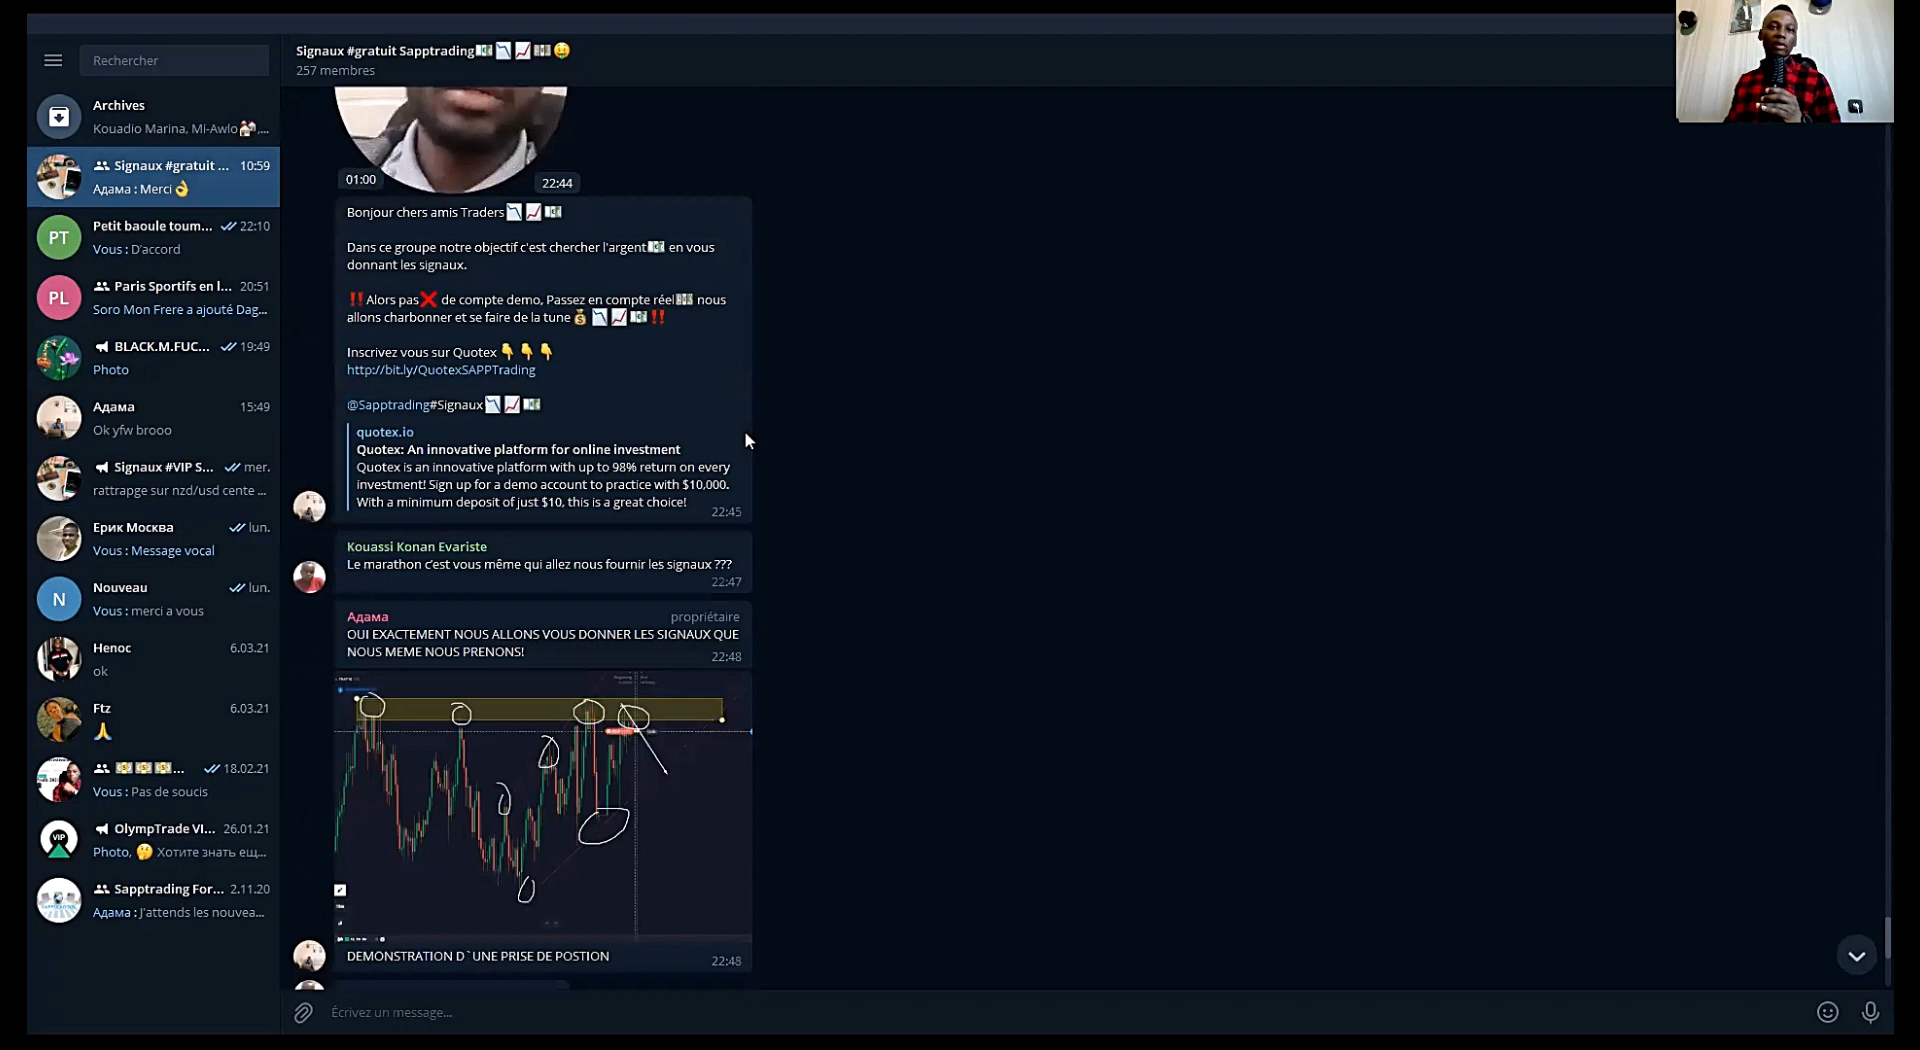 Rechercher
Archives
Kouadio Marina, Mi-Awlo🏠,...
Signaux #gratuit ... 10:59
Адама : Merci👌
PT
Petit baoule toum... 22:10
Vous : D'accord
PL
Paris Sportifs en l... 20:51
Soro Mon Frere a ajouté Dag...
BLACK.M.FUC... 19:49
Photo
Адама 15:49
Ok yfw brooo
Signaux #VIP S... mer.
rattrapge sur nzd/usd cente ...
Ерик Москва lun.
Vous : Message vocal
N
Nouveau lun.
Vous : merci a vous
Henoc 6.03.21
ok
Ftz 6.03.21
🙏
💵💵💵... 18.02.21
Vous : Pas de soucis
VIP
OlympTrade VI... 26.01.21
Photo, 🤔 Хотите знать ещ...
Sapptrading For... 2.11.20
Адама : J'attends les nouvea...
Signaux #gratuit Sapptrading💵📉📈💵🤑
257 membres
01:00
22:44
Bonjour chers amis Traders📉📈💵
Dans ce groupe notre objectif c'est chercher l'argent💵 en vous
donnant les signaux.
‼️Alors pas❌ de compte demo, Passez en compte réel💵 nous
allons charbonner et se faire de la tune💰📉📈💵‼️
Inscrivez vous sur Quotex👇👇👇
http://bit.ly/QuotexSAPPTrading
@Sapptrading#Signaux📉📈💵
quotex.io
Quotex: An innovative platform for online investment
Quotex is an innovative platform with up to 98% return on every
investment! Sign up for a demo account to practice with $10,000.
With a minimum deposit of just $10, this is a great choice!
22:45
Kouassi Konan Evariste
Le marathon c'est vous même qui allez nous fournir les signaux ???
22:47
Адама propriétaire
OUI EXACTEMENT NOUS ALLONS VOUS DONNER LES SIGNAUX QUE
NOUS MEME NOUS PRENONS!
22:48
DEMONSTRATION D`UNE PRISE DE POSTION
22:48
Écrivez un message...